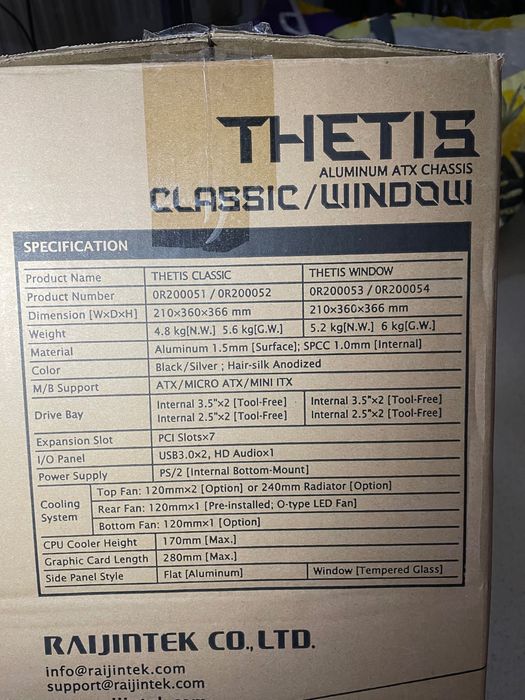 THETIS
ALUMINUM ATX CHASSIS
CLASSIC/WINDOW
SPECIFICATION
Product Name THETIS CLASSIC THETIS WINDOW
Product Number 0R200051 / 0R200052 0R200053 / 0R200054
Dimension [W×D×H] 210×360×366 mm 210×360×366 mm
Weight 4.8 kg[N.W.] 5.6 kg[G.W.] 5.2 kg[N.W.] 6 kg[G.W.]
Material Aluminum 1.5mm [Surface]; SPCC 1.0mm [Internal]
Color Black/Silver ; Hair-silk Anodized
M/B Support ATX/MICRO ATX/MINI ITX
Drive Bay Internal 3.5"×2 [Tool-Free] Internal 3.5"×2 [Tool-Free]
Internal 2.5"×2 [Tool-Free] Internal 2.5"×2 [Tool-Free]
Expansion Slot PCI Slots×7
I/O Panel USB3.0×2, HD Audio×1
Power Supply PS/2 [Internal Bottom-Mount]
Cooling System Top Fan: 120mm×2 [Option] or 240mm Radiator [Option]
Rear Fan: 120mm×1 [Pre-installed; O-type LED Fan]
Bottom Fan: 120mm×1 [Option]
CPU Cooler Height 170mm [Max.]
Graphic Card Length 280mm [Max.]
Side Panel Style Flat [Aluminum] Window [Tempered Glass]
RAIJINTEK CO., LTD.
info@raijintek.com
support@raijintek.com